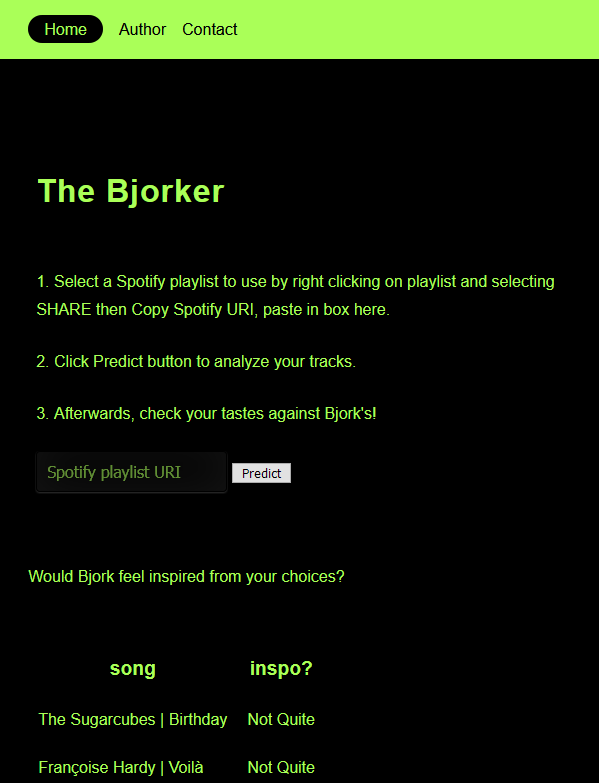 Home Author Contact
The Bjorker
1. Select a Spotify playlist to use by right clicking on playlist and selecting
SHARE then Copy Spotify URI, paste in box here.
2. Click Predict button to analyze your tracks.
3. Afterwards, check your tastes against Bjork's!
Spotify playlist URI Predict
Would Bjork feel inspired from your choices?
song inspo?
The Sugarcubes | Birthday Not Quite
Françoise Hardy | Voilà Not Quite